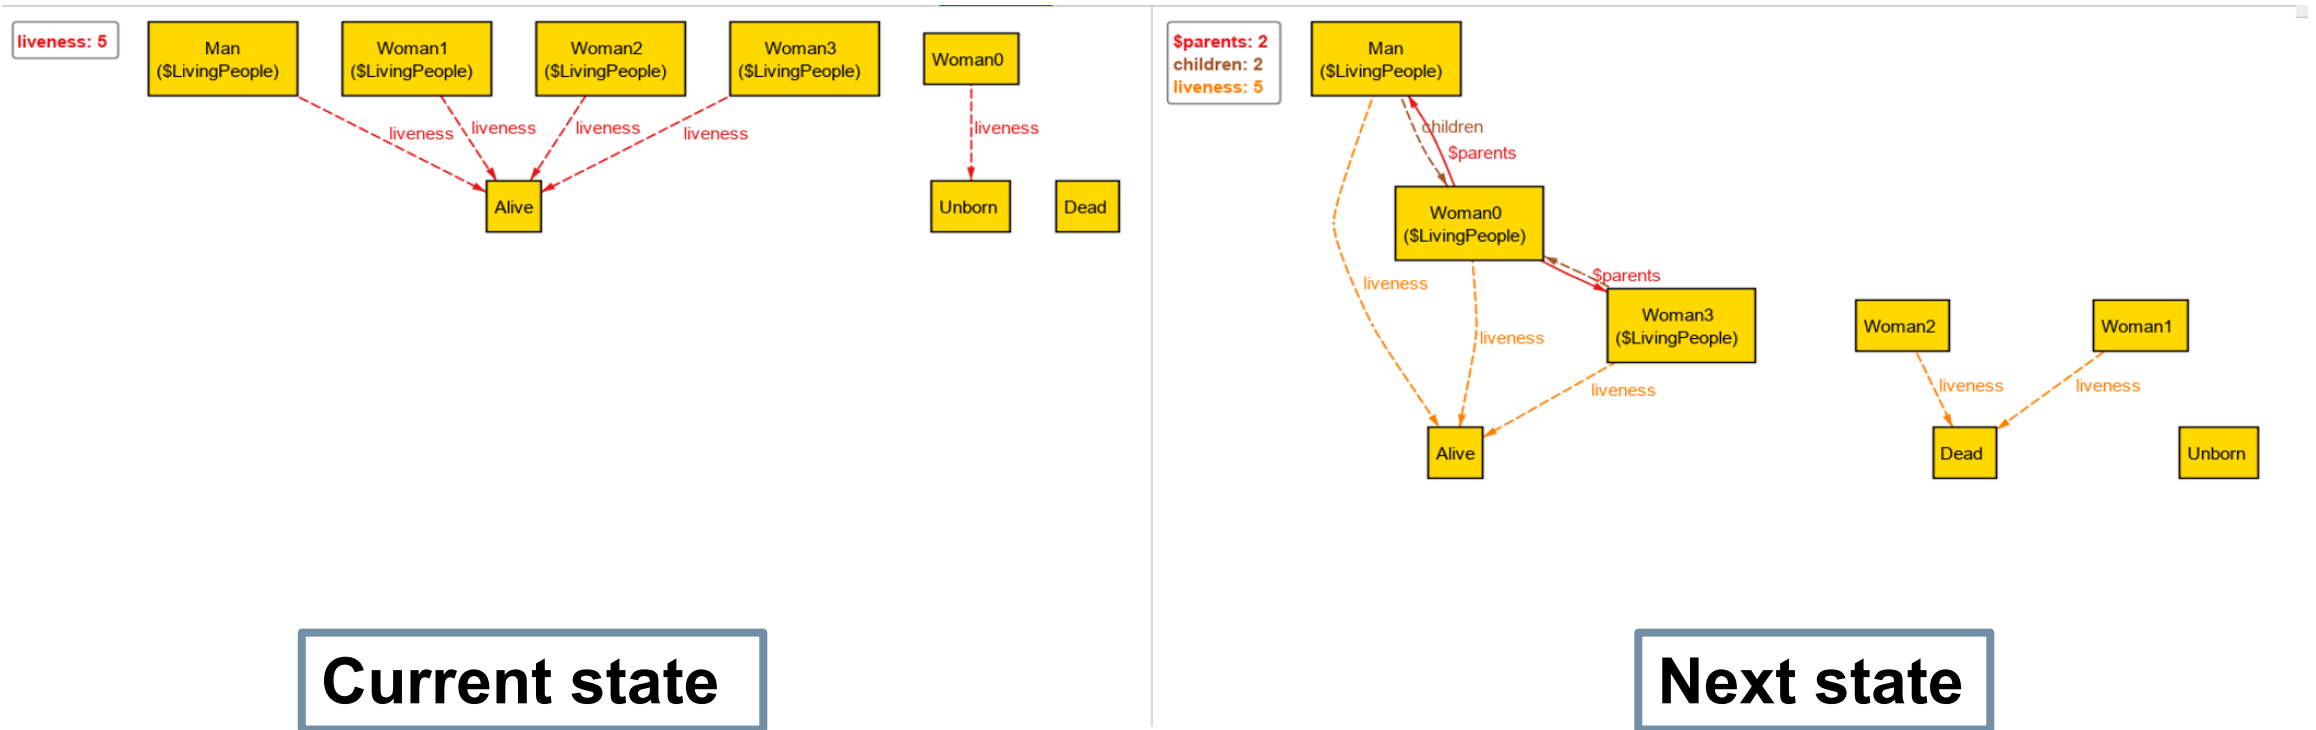 liveness: 5
Man
($LivingPeople)
Woman1
($LivingPeople)
Woman2
($LivingPeople)
Woman3
($LivingPeople)
Woman0
liveness
liveness
liveness
liveness
liveness
Alive
Unborn
Dead
Current state
$parents: 2
children: 2
liveness: 5
Man
($LivingPeople)
children
$parents
Woman0
($LivingPeople)
$parents
liveness
Woman3
($LivingPeople)
Woman2
Woman1
liveness
liveness
liveness
liveness
Alive
Dead
Unborn
Next state